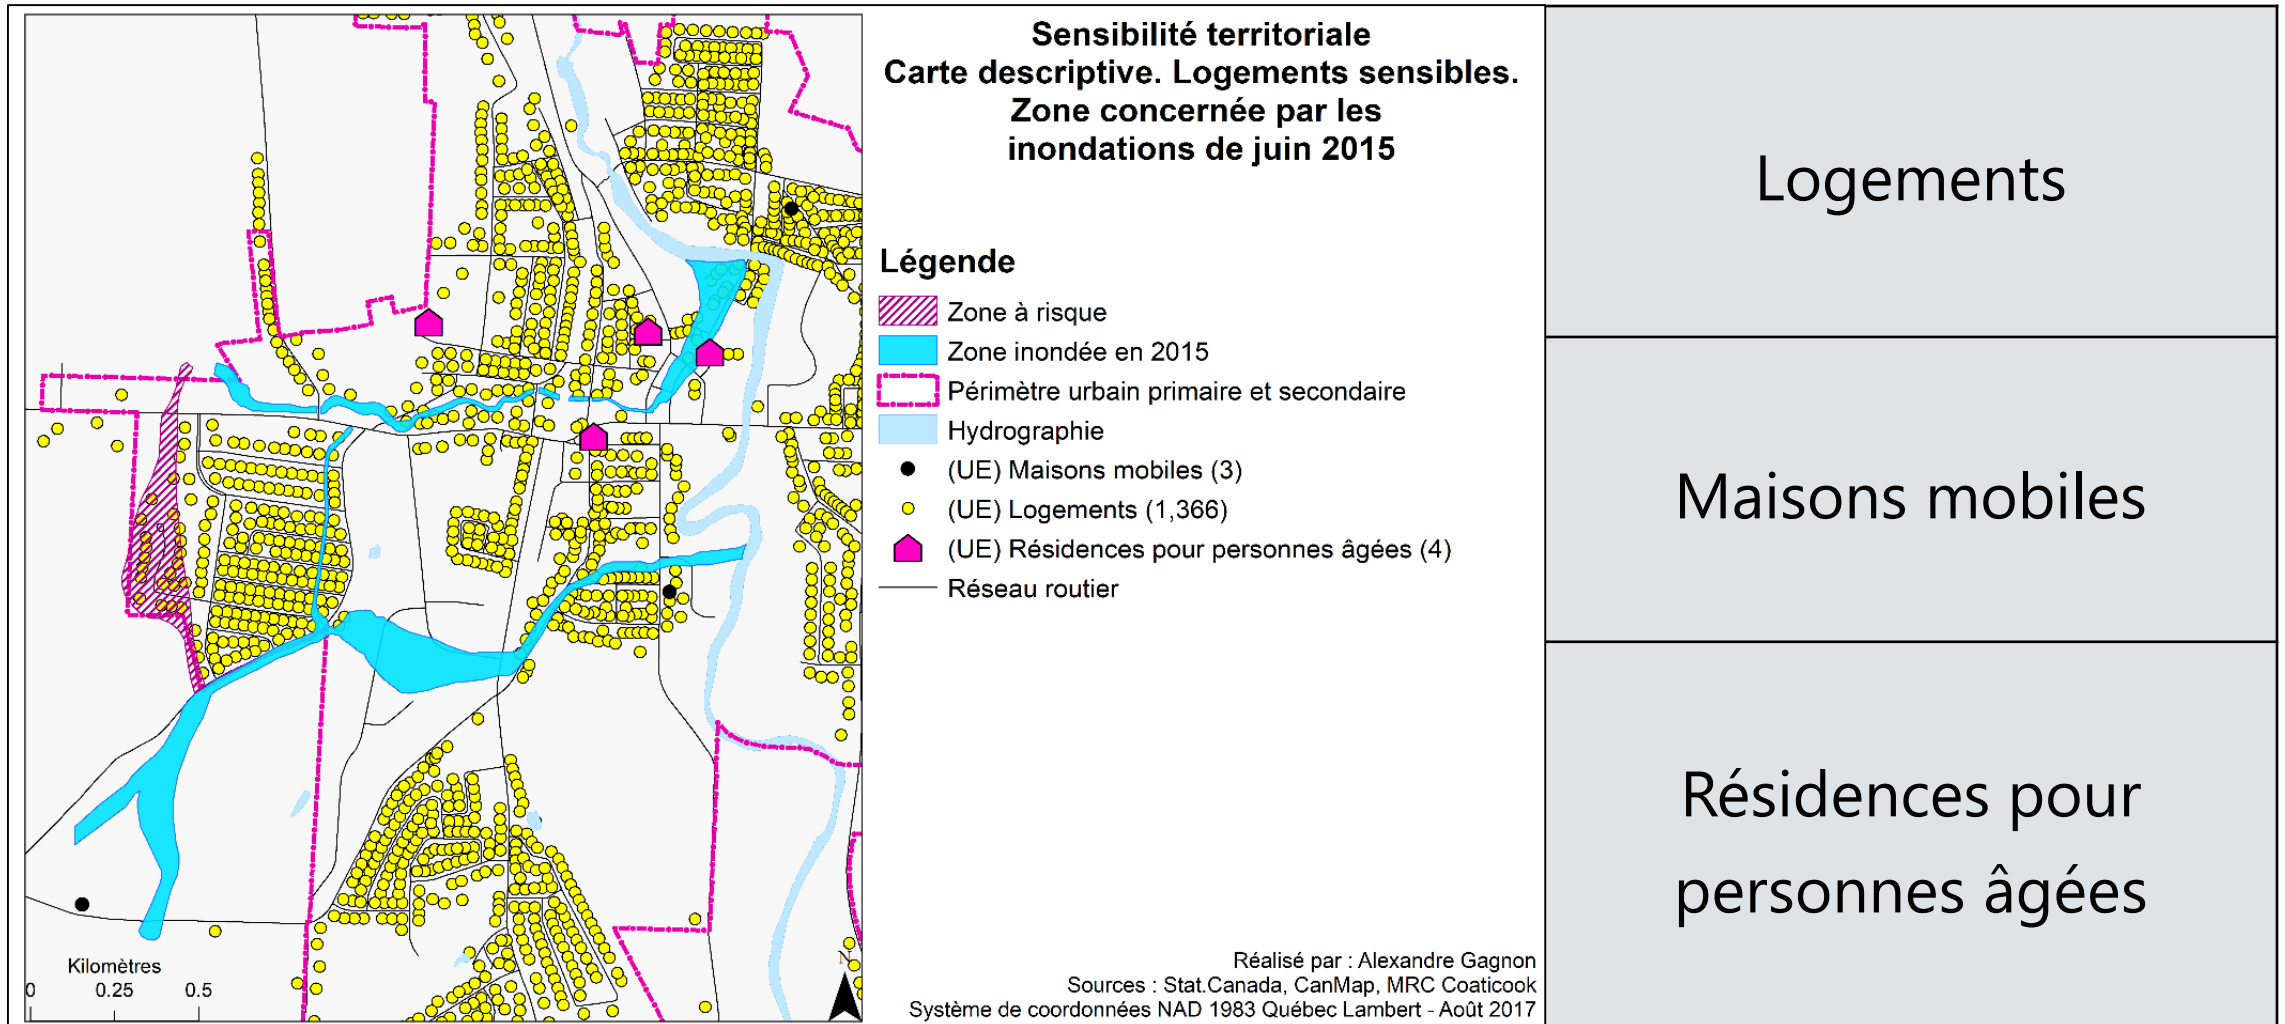 Sensibilité territoriale
Carte descriptive. Logements sensibles.
Zone concernée par les
inondations de juin 2015
Légende
Zone à risque
Zone inondée en 2015
Périmètre urbain primaire et secondaire
Hydrographie
(UE) Maisons mobiles (3)
(UE) Logements (1,366)
(UE) Résidences pour personnes âgées (4)
Réseau routier
Kilomètres
0 0.25 0.5
N
Réalisé par : Alexandre Gagnon
Sources : Stat.Canada, CanMap, MRC Coaticook
Système de coordonnées NAD 1983 Québec Lambert - Août 2017
Logements
Maisons mobiles
Résidences pour
personnes âgées